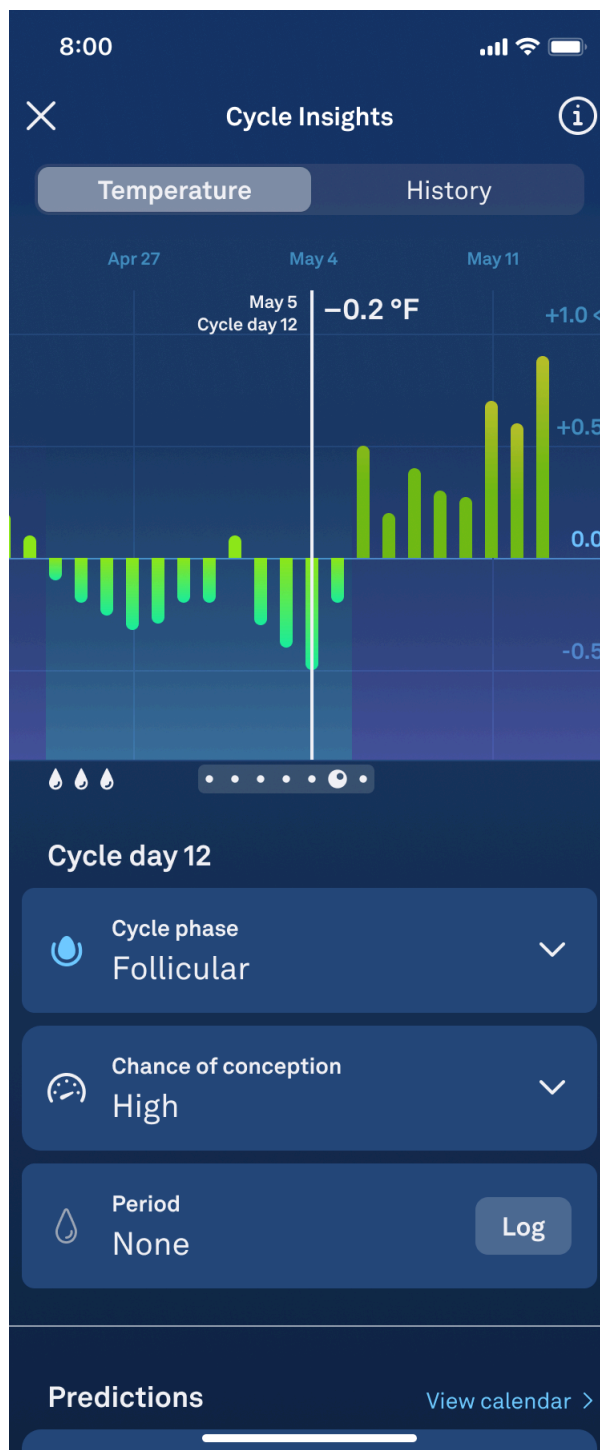 8:00
Cycle Insights
Temperature
History
Apr 27
May 4
May 11
May 5
Cycle day 12
−0.2 °F
+1.0 <
+0.5
0.0
-0.5
Cycle day 12
Cycle phase
Follicular
Chance of conception
High
Period
None
Log
Predictions
View calendar >